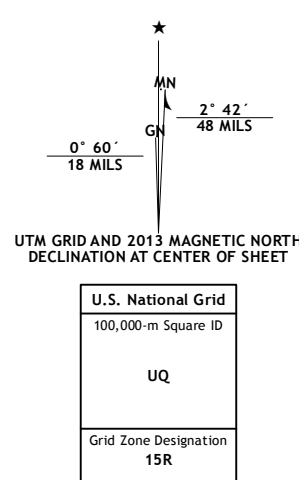 ★
MN
GN
2° 42´
48 MILS
0° 60´
18 MILS
UTM GRID AND 2013 MAGNETIC NORTH
DECLINATION AT CENTER OF SHEET
U.S. National Grid
100,000-m Square ID
UQ
Grid Zone Designation
15R